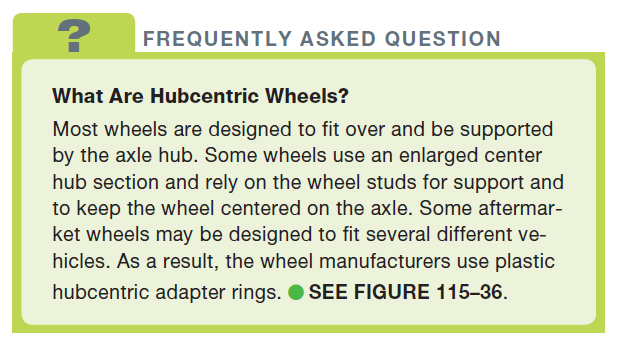 ?
FREQUENTLY ASKED QUESTION
What Are Hubcentric Wheels?
Most wheels are designed to fit over and be supported
by the axle hub. Some wheels use an enlarged center
hub section and rely on the wheel studs for support and
to keep the wheel centered on the axle. Some aftermar-
ket wheels may be designed to fit several different ve-
hicles. As a result, the wheel manufacturers use plastic
hubcentric adapter rings. ● SEE FIGURE 115–36.